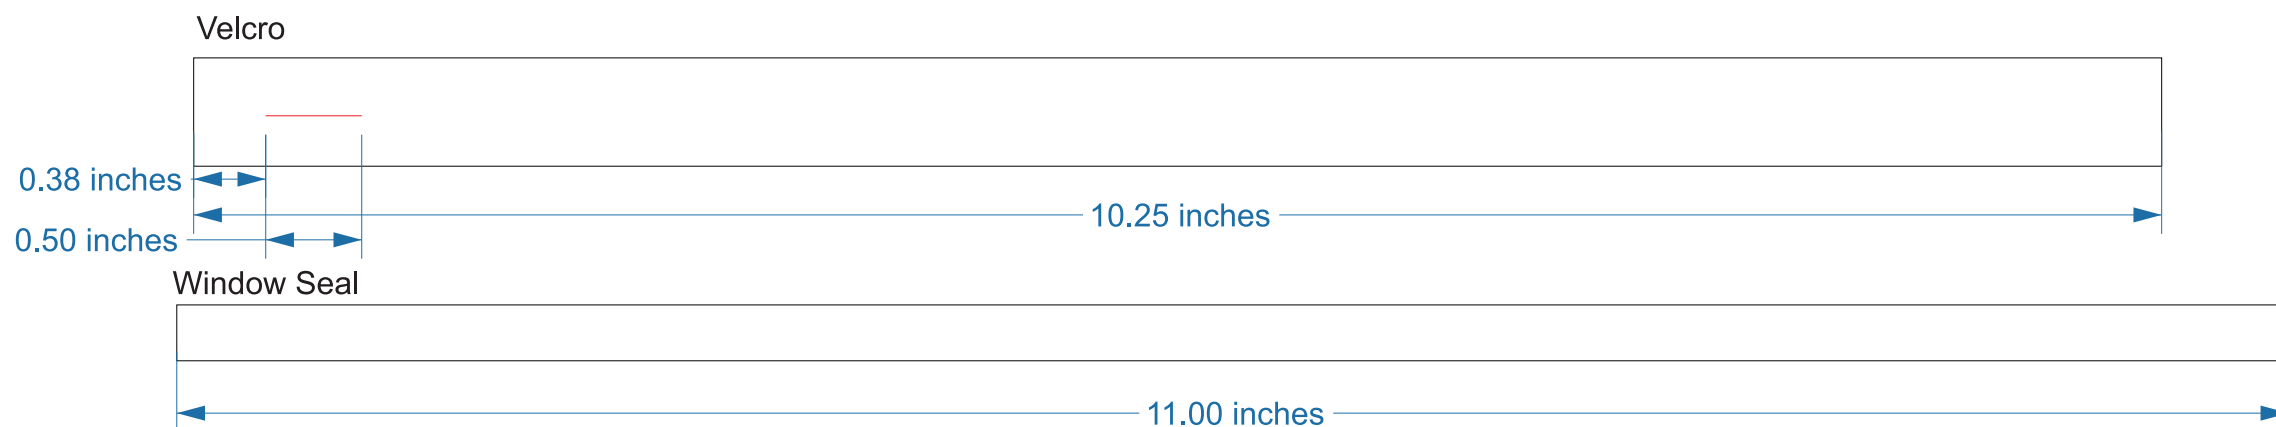 Velcro
0.38 inches
10.25 inches
0.50 inches
Window Seal
11.00 inches